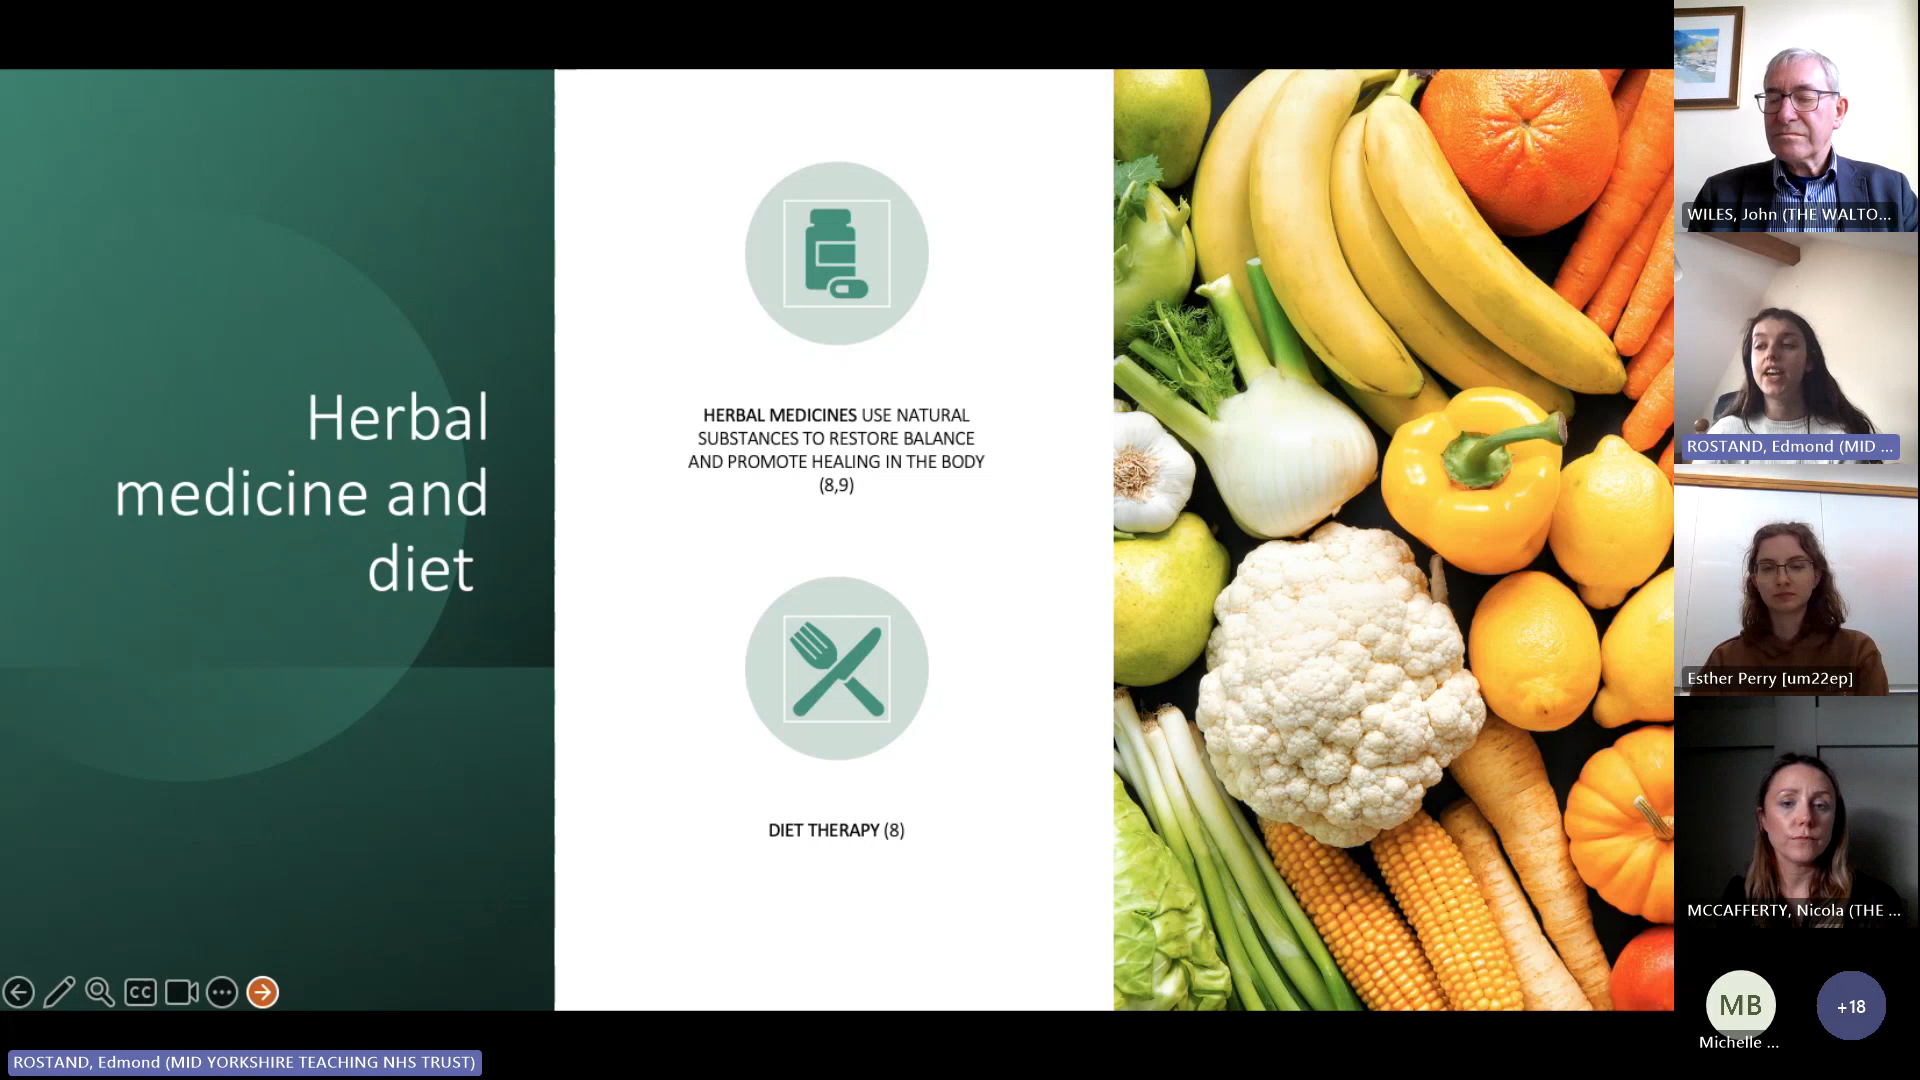 Herbal
medicine and
diet
HERBAL MEDICINES USE NATURAL
SUBSTANCES TO RESTORE BALANCE
AND PROMOTE HEALING IN THE BODY
(8,9)
DIET THERAPY (8)
CC
ROSTAND, Edmond (MID YORKSHIRE TEACHING NHS TRUST)
WILES, John (THE WALTO...
ROSTAND, Edmond (MID ...
Esther Perry [um22ep]
MCCAFFERTY, Nicola (THE ...
MB
Michelle ...
+18